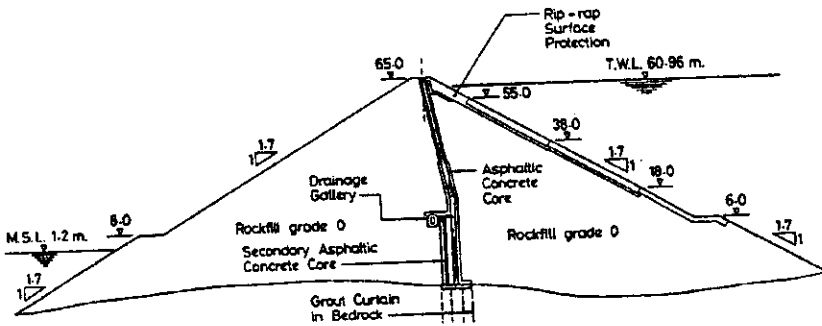 Rip - rap
Surface
Protection
65·0
T.W.L. 60·96 m.
55·0
1·7
1
38·0
1·7
1
Drainage
Gallery
Asphaltic
Concrete
Core
18·0
8·0
6·0
M.S.L. 1·2 m.
Rockfill grade 0
Rockfill grade 0
1·7
1
Secondary Asphaltic
Concrete Core
1·7
1
Grout Curtain
in Bedrock